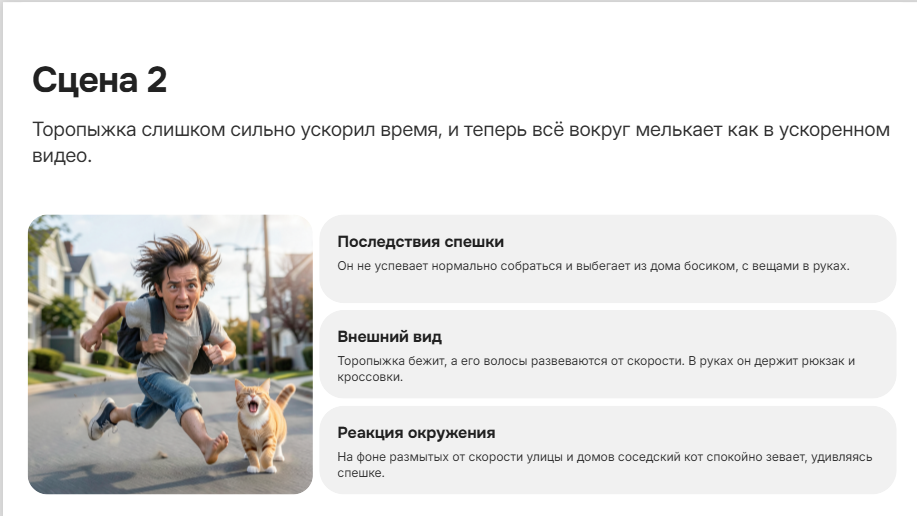 Сцена 2
Торопыжка слишком сильно ускорил время, и теперь всё вокруг мелькает как в ускоренном
видео.
Последствия спешки
Он не успевает нормально собраться и выбегает из дома босиком, с вещами в руках.
Внешний вид
Торопыжка бежит, а его волосы развеваются от скорости. В руках он держит рюкзак и
кроссовки.
Реакция окружения
На фоне размытых от скорости улицы и домов соседский кот спокойно зевает, удивляясь
спешке.